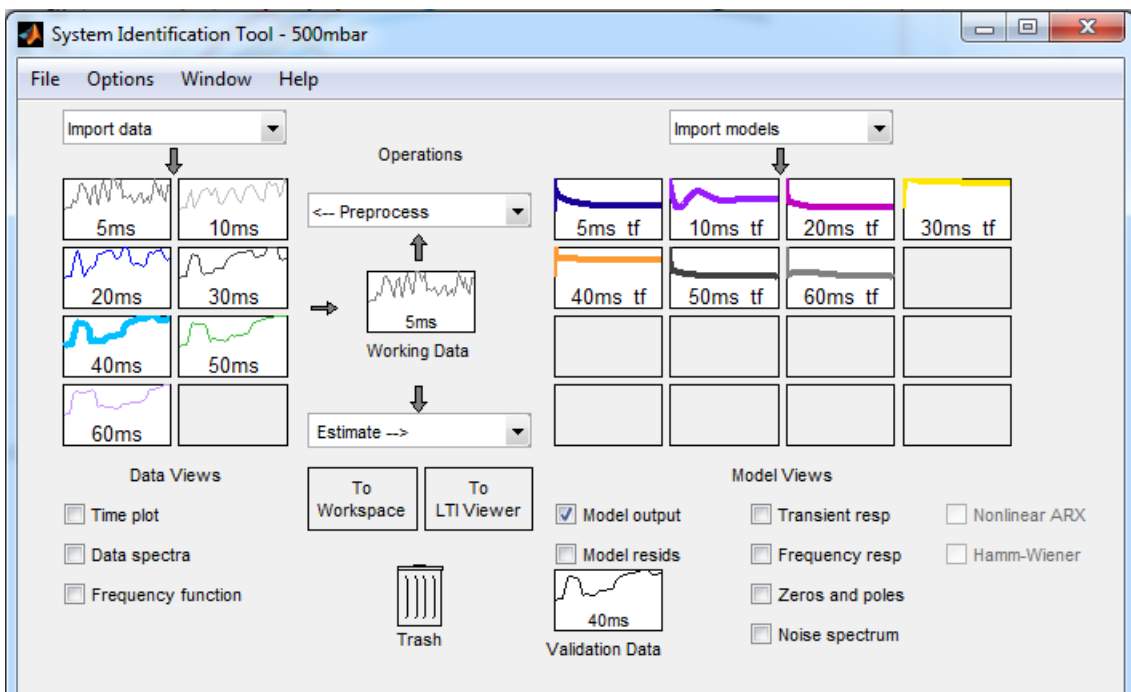 System Identification Tool - 500mbar
File Options Window Help
Import data
Import models
Operations
5ms 10ms
<-- Preprocess
5ms tf 10ms tf 20ms tf 30ms tf
20ms 30ms
5ms
Working Data
40ms tf 50ms tf 60ms tf
40ms 50ms
60ms
Estimate -->
Data Views
Model Views
To
Workspace
To
LTI Viewer
Time plot
Data spectra
Frequency function
Trash
Model output
Model resids
40ms
Validation Data
Transient resp
Frequency resp
Zeros and poles
Noise spectrum
Nonlinear ARX
Hamm-Wiener